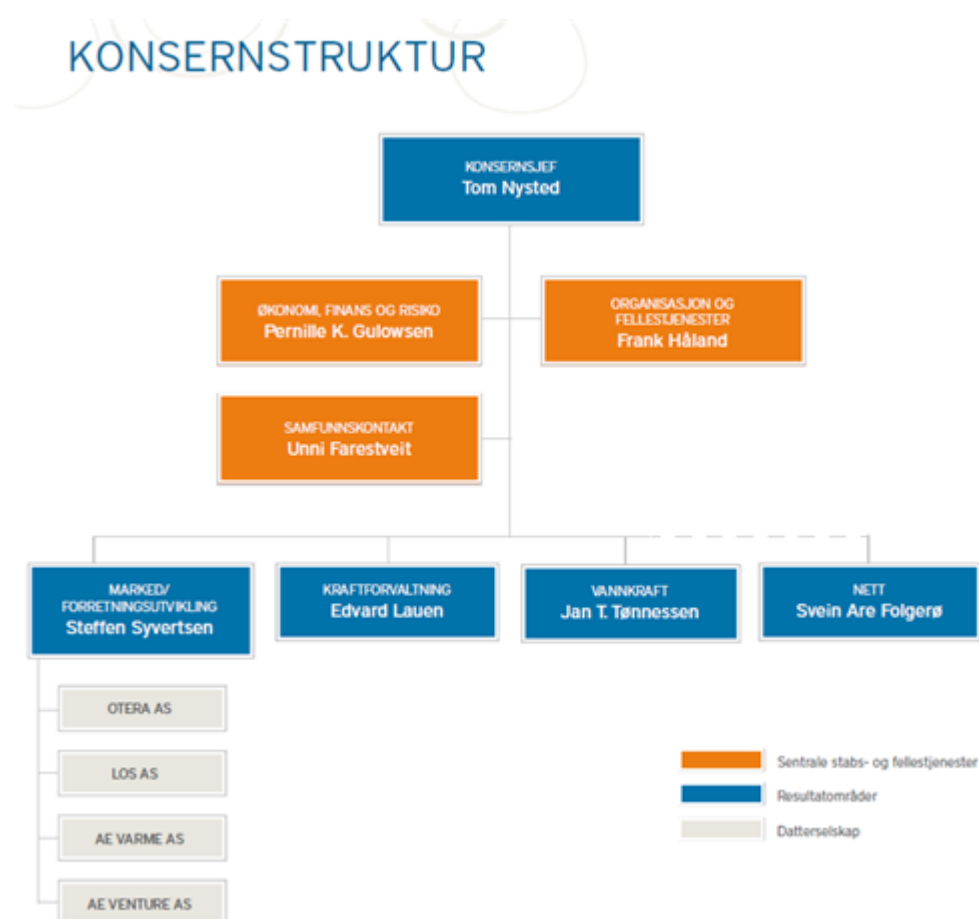 KONSERNSTRUKTUR
KONSERNSJEF
Tom Nysted
ØKONOMI, FINANS OG RISIKO
Pernille K. Gulowsen
ORGANISASJON OG
FELLESTJENESTER
Frank Håland
SAMFUNNSKONTAKT
Unni Farestveit
MARKED/
FORRETNINGSUTVIKLING
Steffen Syvertsen
KRAFTFORVALTNING
Edvard Lauen
VANNKRAFT
Jan T. Tønnessen
NETT
Svein Are Folgerø
OTERA AS
LOS AS
AE VARME AS
AE VENTURE AS
Sentrale stabs- og fellestjenester
Resultatområder
Datterselskap